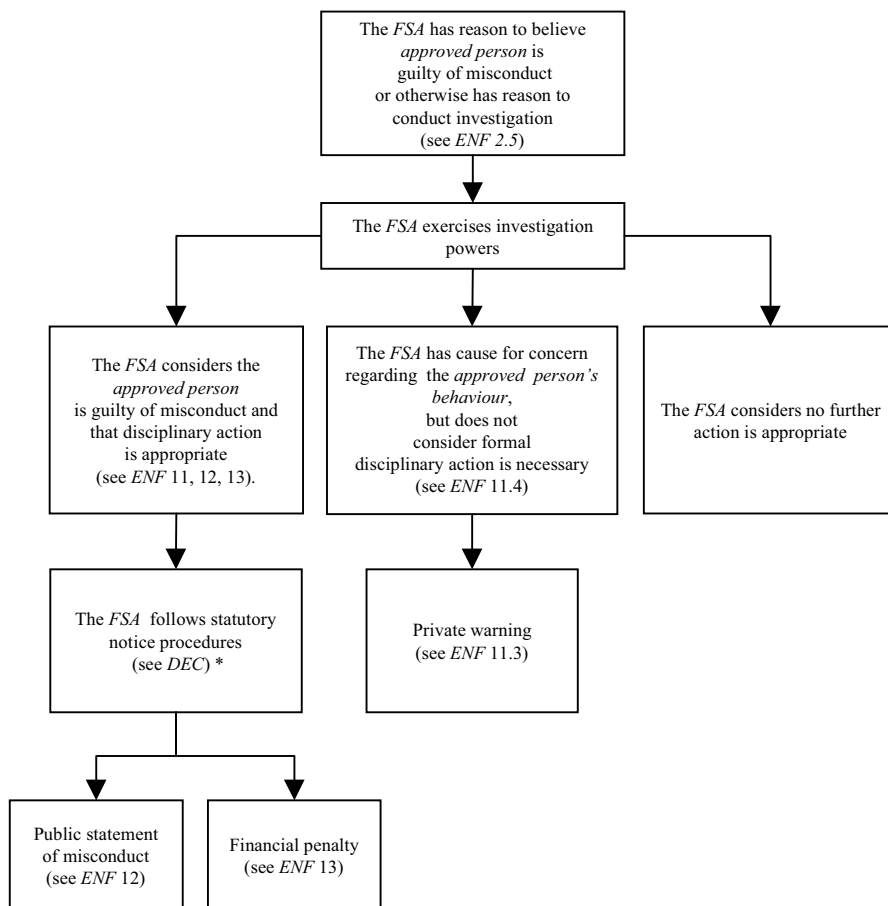 The FSA has reason to believe
approved person is
guilty of misconduct
or otherwise has reason to
conduct investigation
(see ENF 2.5)
The FSA exercises investigation
powers
The FSA considers the
approved person
is guilty of misconduct and
that disciplinary action
is appropriate
(see ENF 11, 12, 13).
The FSA has cause for concern
regarding the approved person's
behaviour,
but does not
consider formal
disciplinary action is necessary
(see ENF 11.4)
The FSA considers no further
action is appropriate
The FSA follows statutory
notice procedures
(see DEC) *
Private warning
(see ENF 11.3)
Public statement
of misconduct
(see ENF 12)
Financial penalty
(see ENF 13)